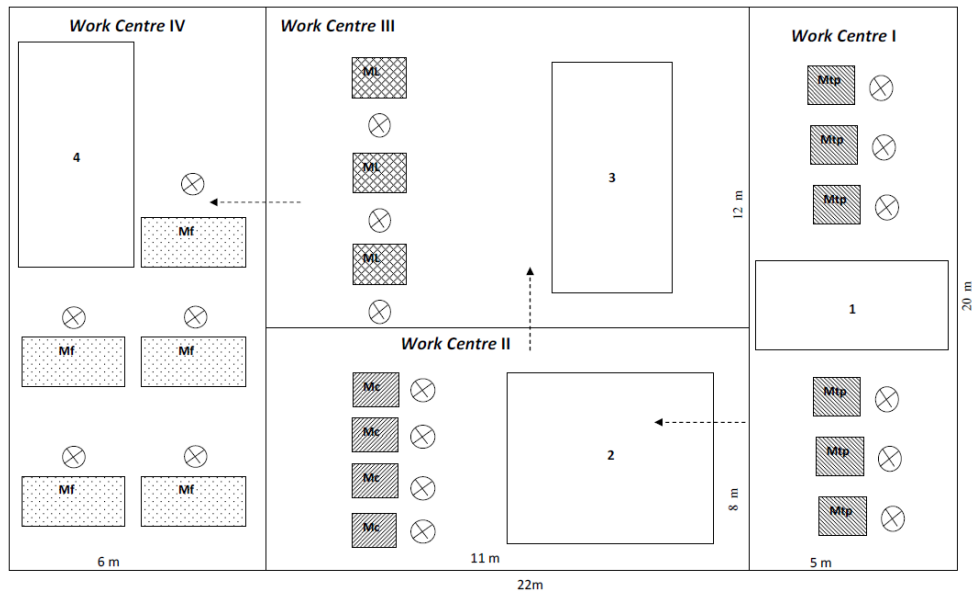 Work Centre IV
4
Mf
Mf
Mf
Mf
Mf
6 m
Work Centre III
ML
ML
ML
3
12 m
Work Centre II
Mc
Mc
Mc
Mc
2
8 m
11 m
Work Centre I
Mtp
Mtp
Mtp
1
Mtp
Mtp
Mtp
5 m
20 m
22m